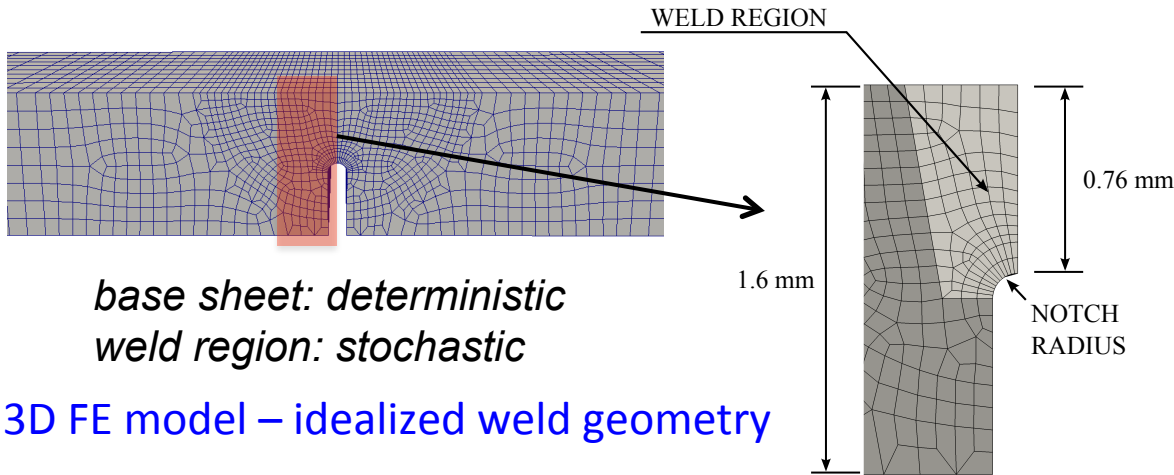 WELD REGION
0.76 mm
1.6 mm
NOTCH
RADIUS
base sheet: deterministic
weld region: stochastic
3D FE model – idealized weld geometry